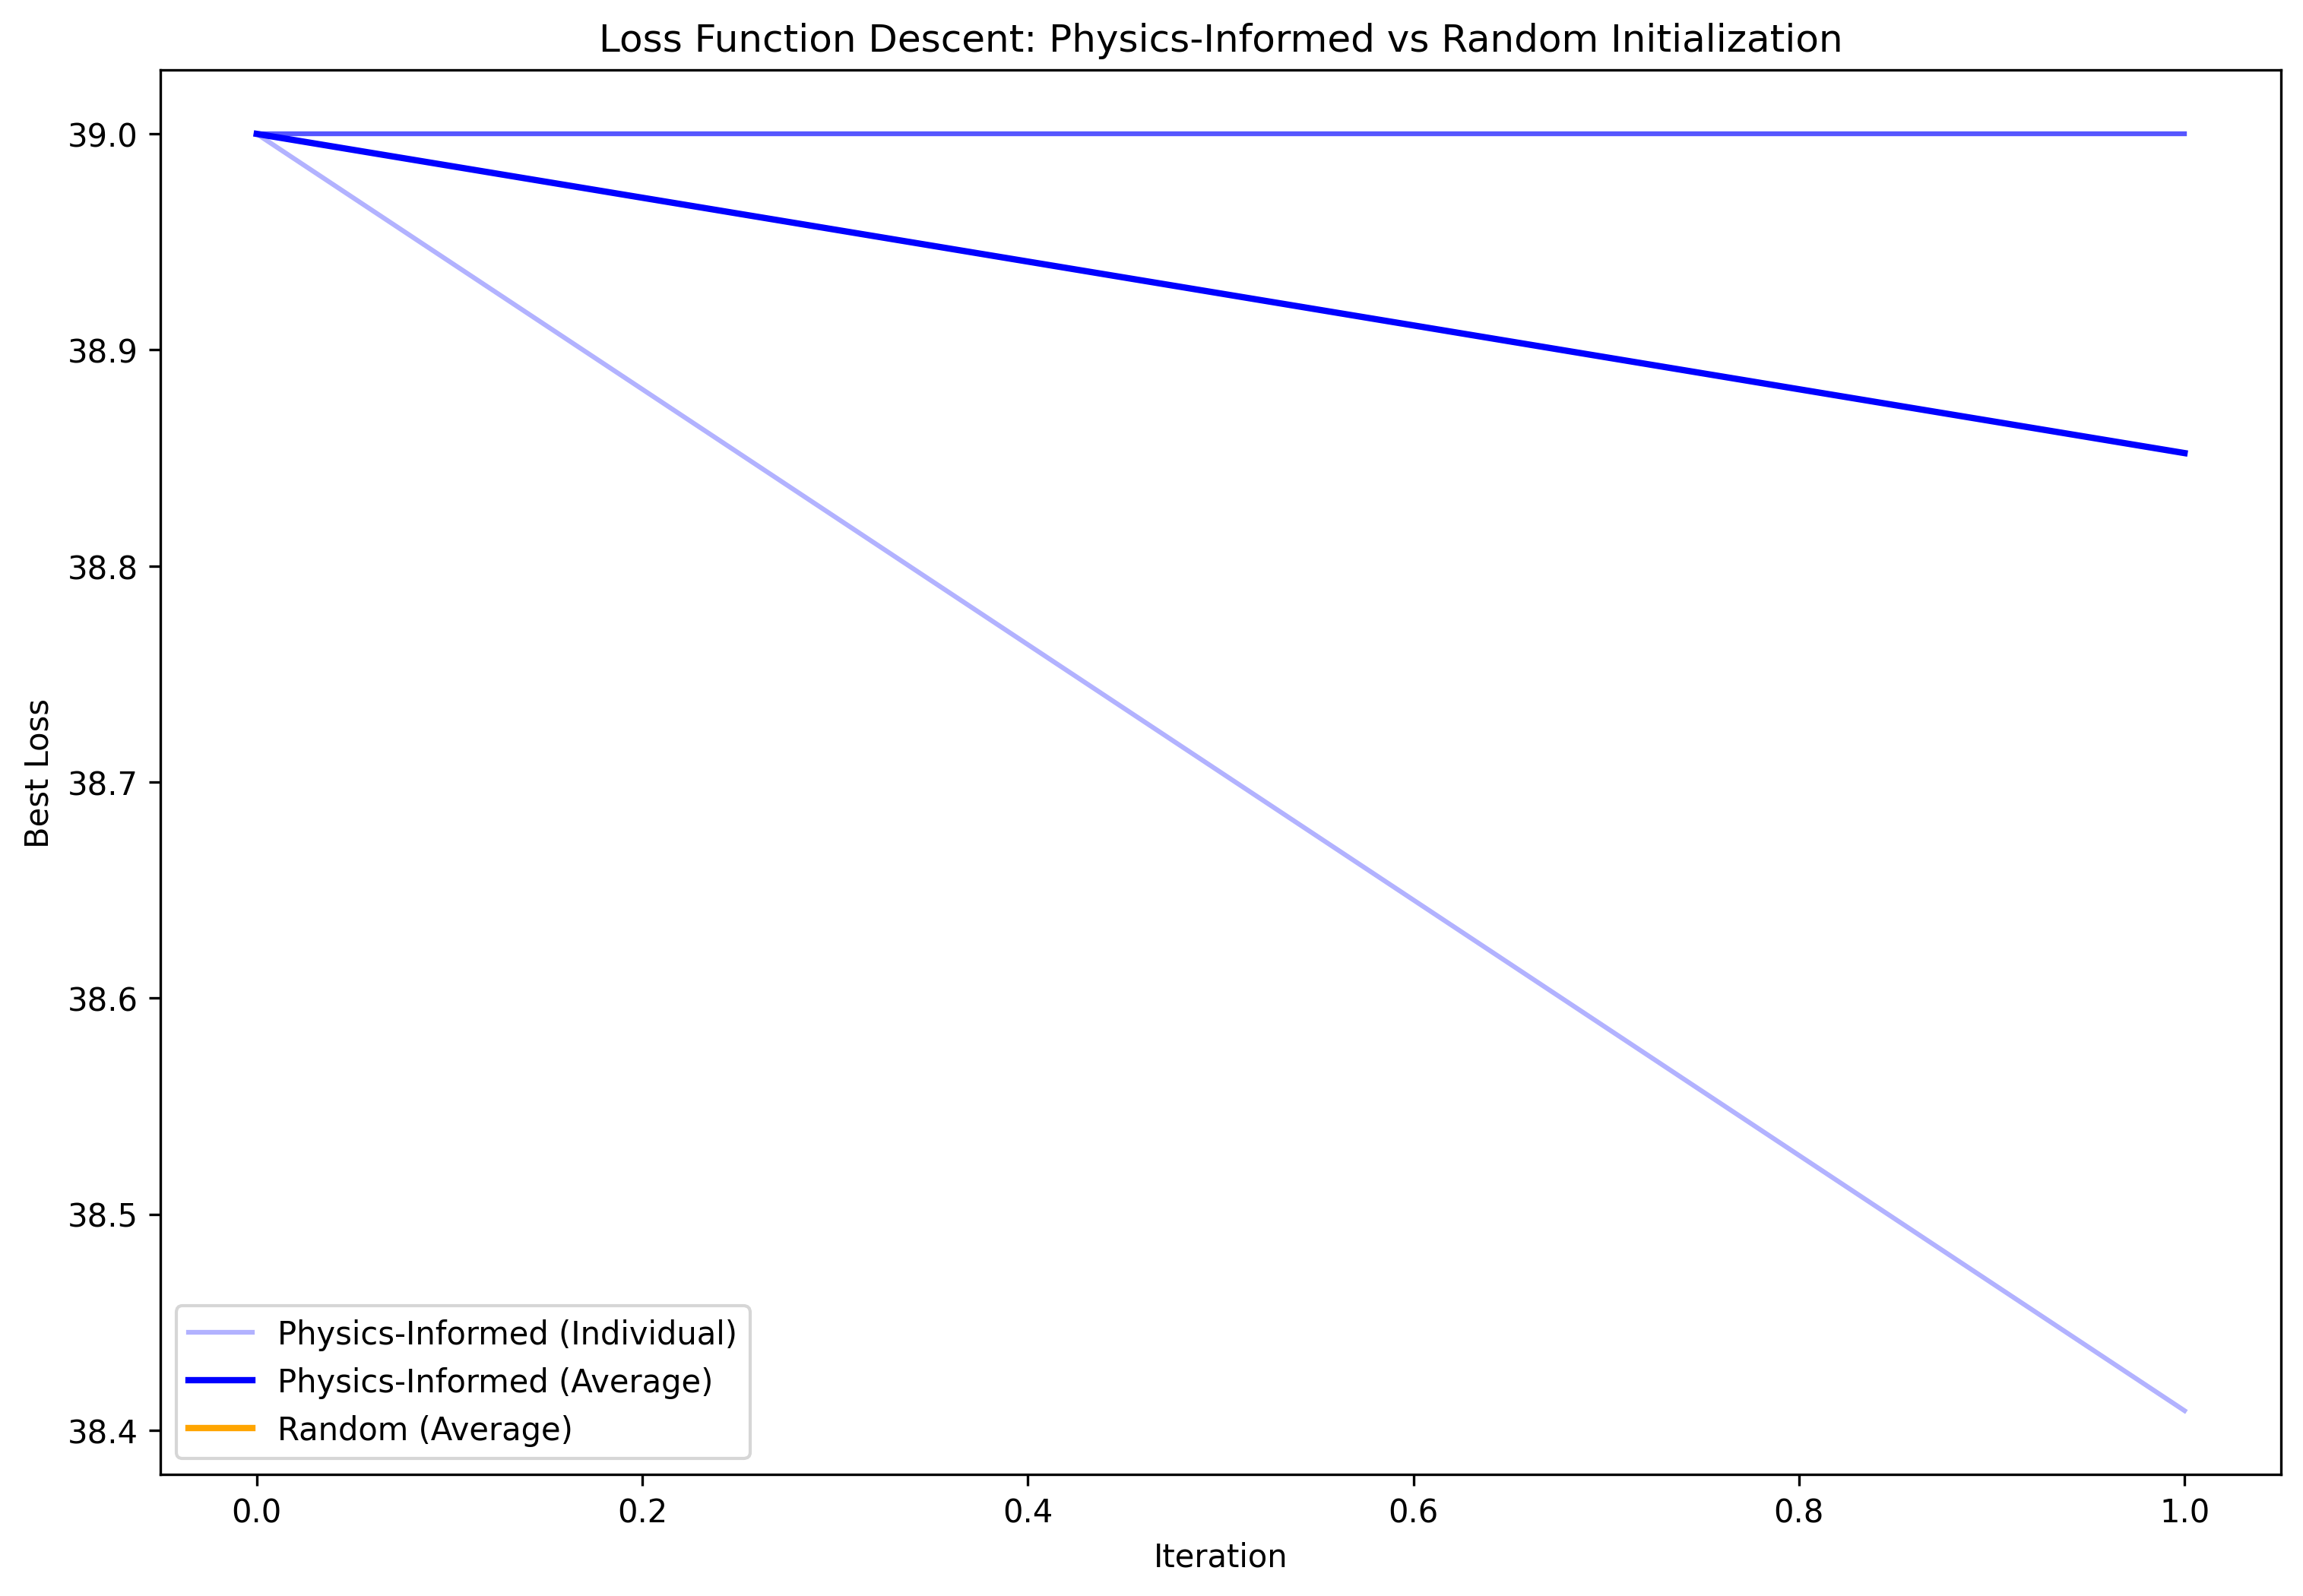 Loss Function Descent: Physics-Informed vs Random Initialization
39.0
38.9
38.8
38.7
38.6
38.5
38.4
Best Loss
Physics-Informed (Individual)
Physics-Informed (Average)
Random (Average)
0.0 0.2 0.4 0.6 0.8 1.0
Iteration